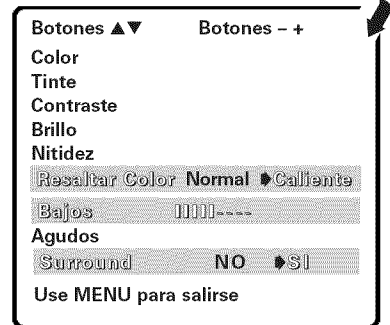 Botones ▲▼ Botones – +
Color
Tinte
Contraste
Brillo
Nitidez
Resaltar Color Normal ➧Caliente
Bajos IIIII----
Agudos
Surround NO ➧SI
Use MENU para salirse